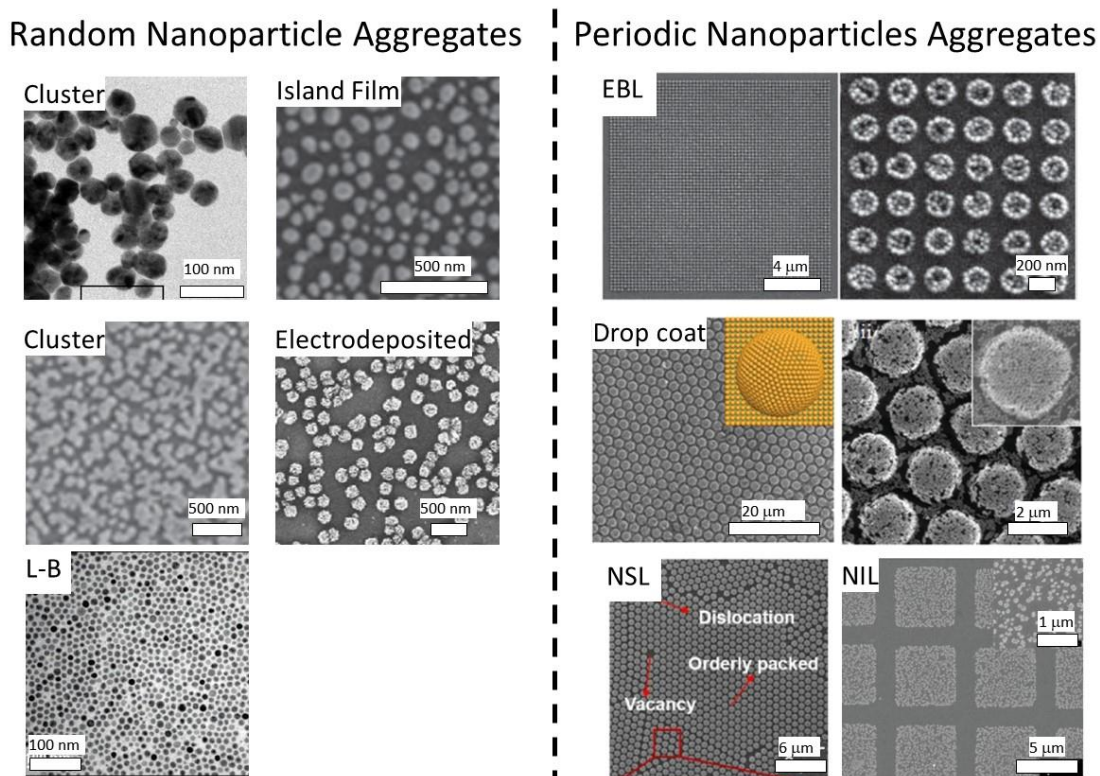 Random Nanoparticle Aggregates
Cluster
100 nm
Island Film
500 nm
Cluster
500 nm
Electrodeposited
500 nm
L-B
100 nm
Periodic Nanoparticles Aggregates
EBL
4 μm
200 nm
Drop coat
20 μm
2 μm
NSL
Dislocation
Orderly packed
Vacancy
6 μm
NIL
1 μm
5 μm